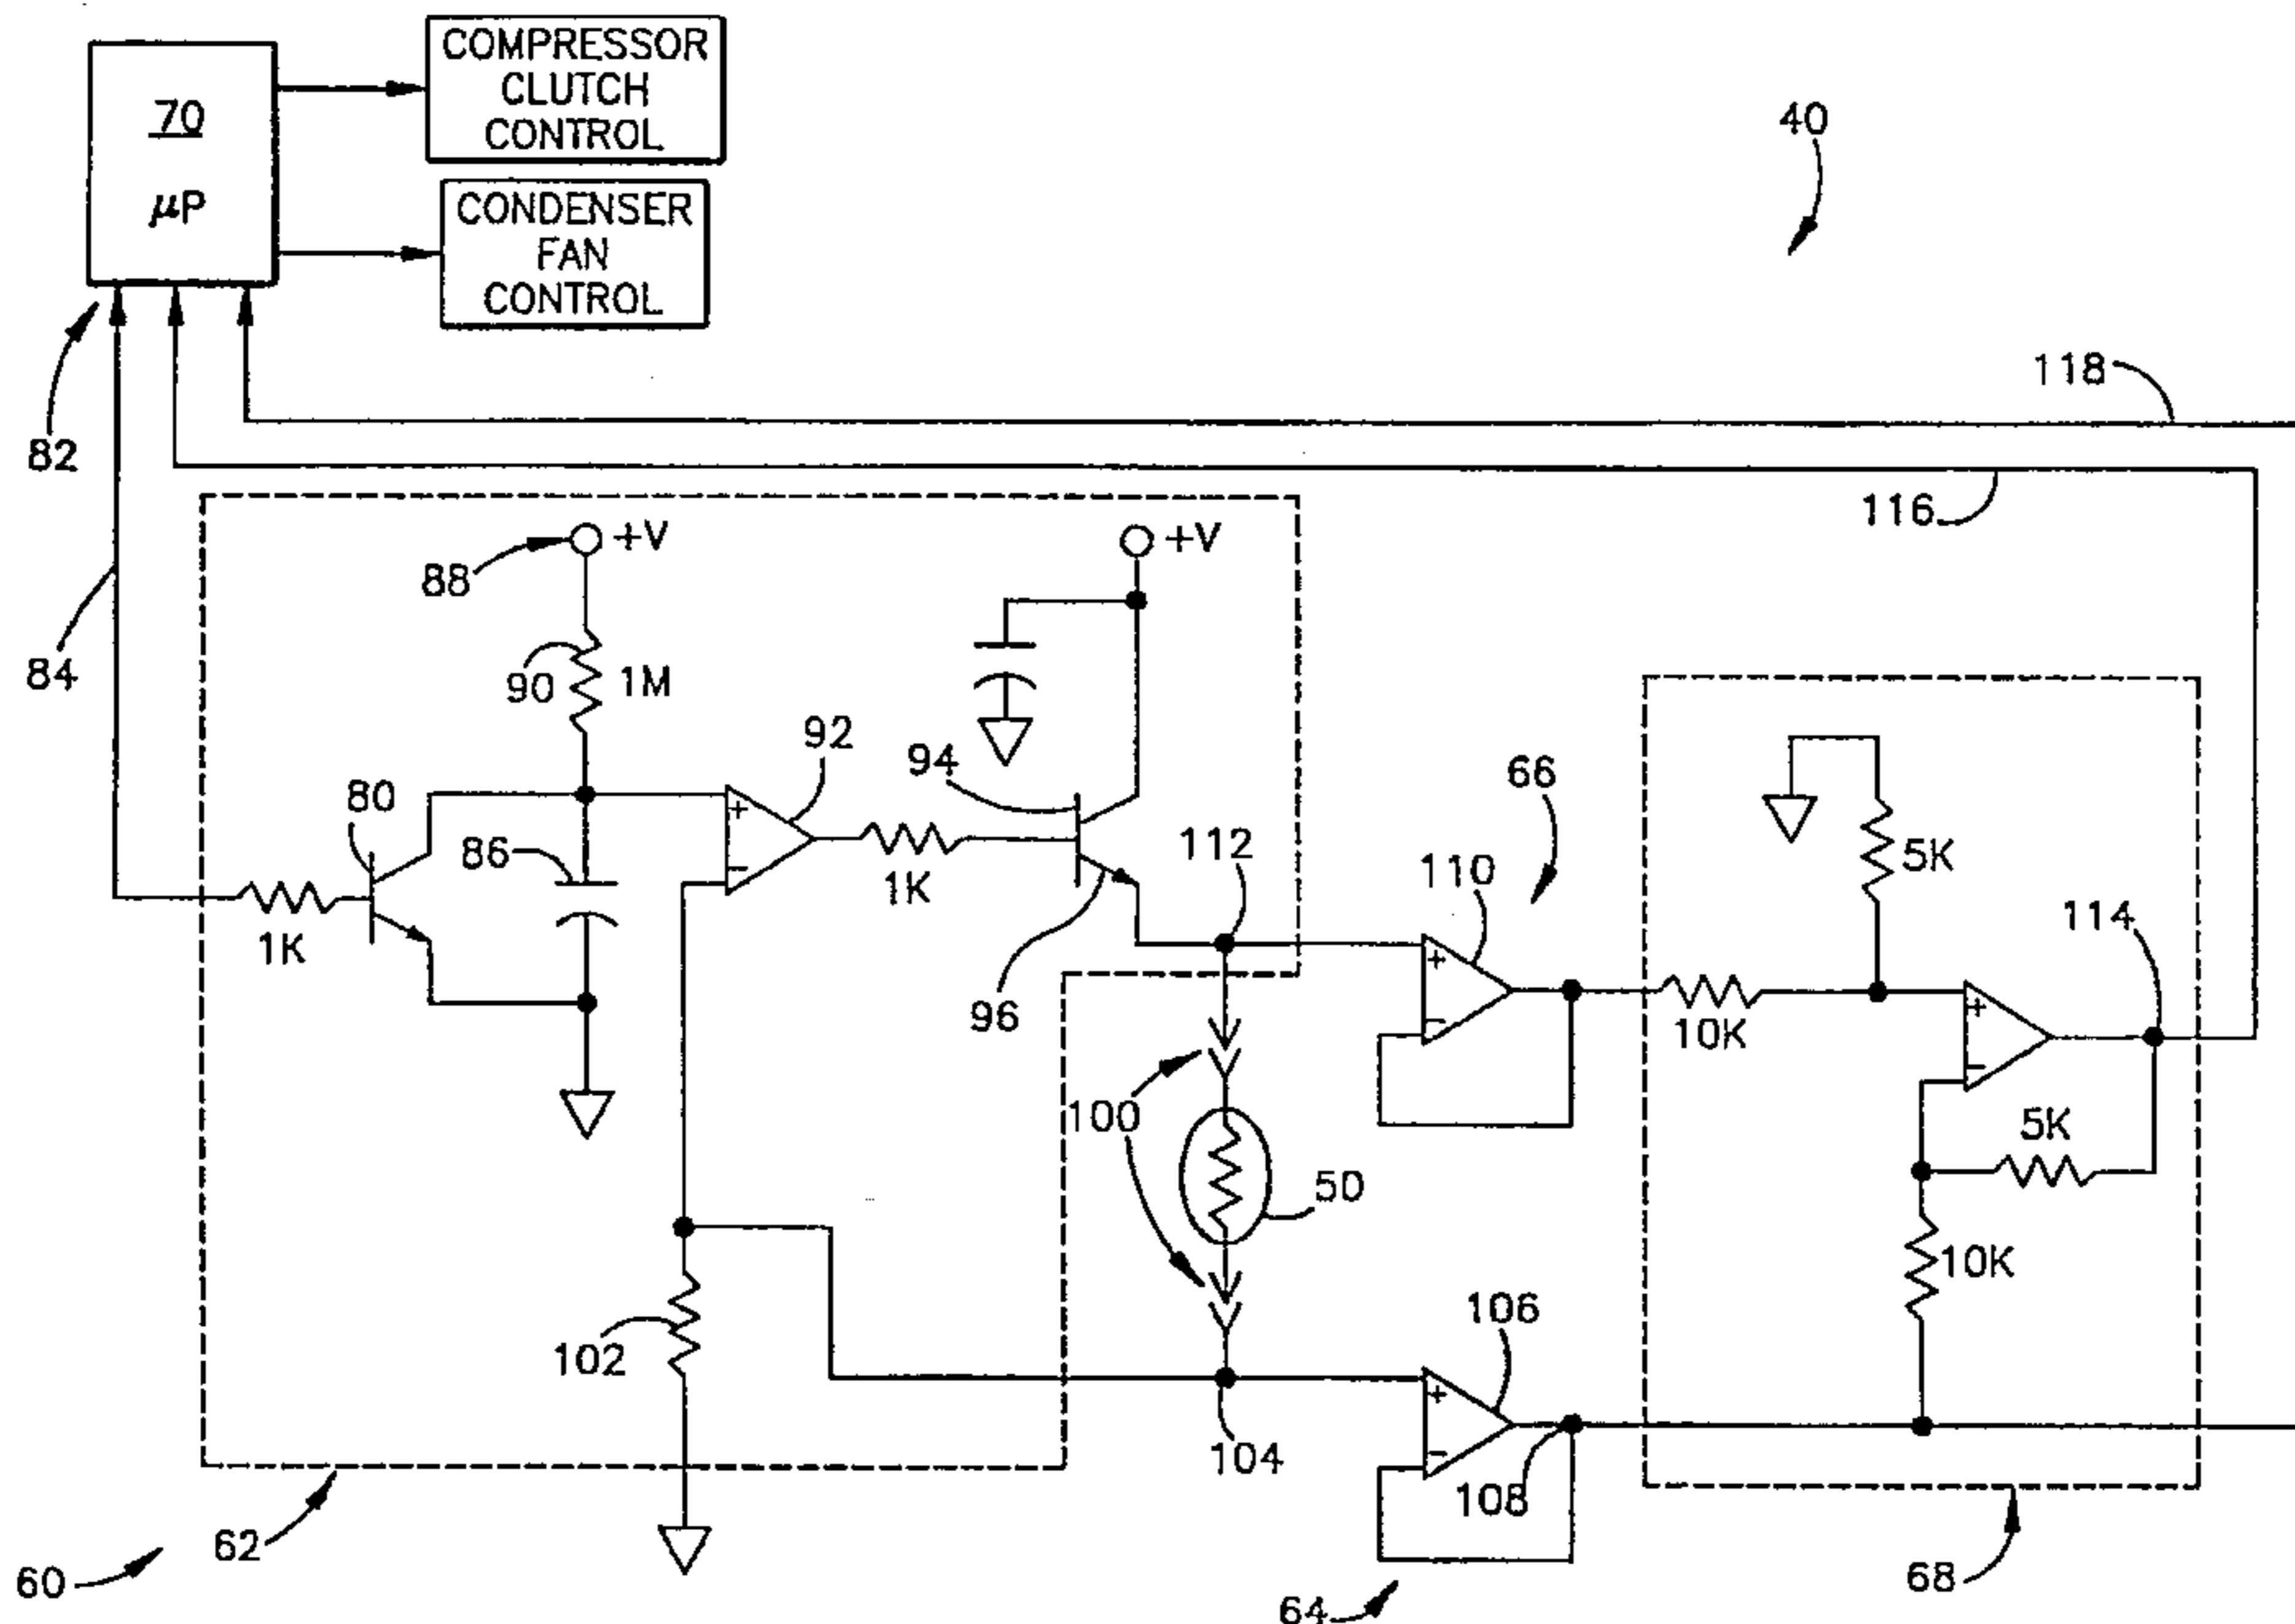 COMPRESSOR
CLUTCH
CONTROL
70
μP
CONDENSER
FAN
CONTROL
40
82
118
116
+V
+V
88
84
90
1M
92
94
66
80
86
112
110
5K
114
1K
1K
96
10K
100
5K
50
10K
102
106
104
108
62
60
64
68
+
−
+
−
+
−
+
−